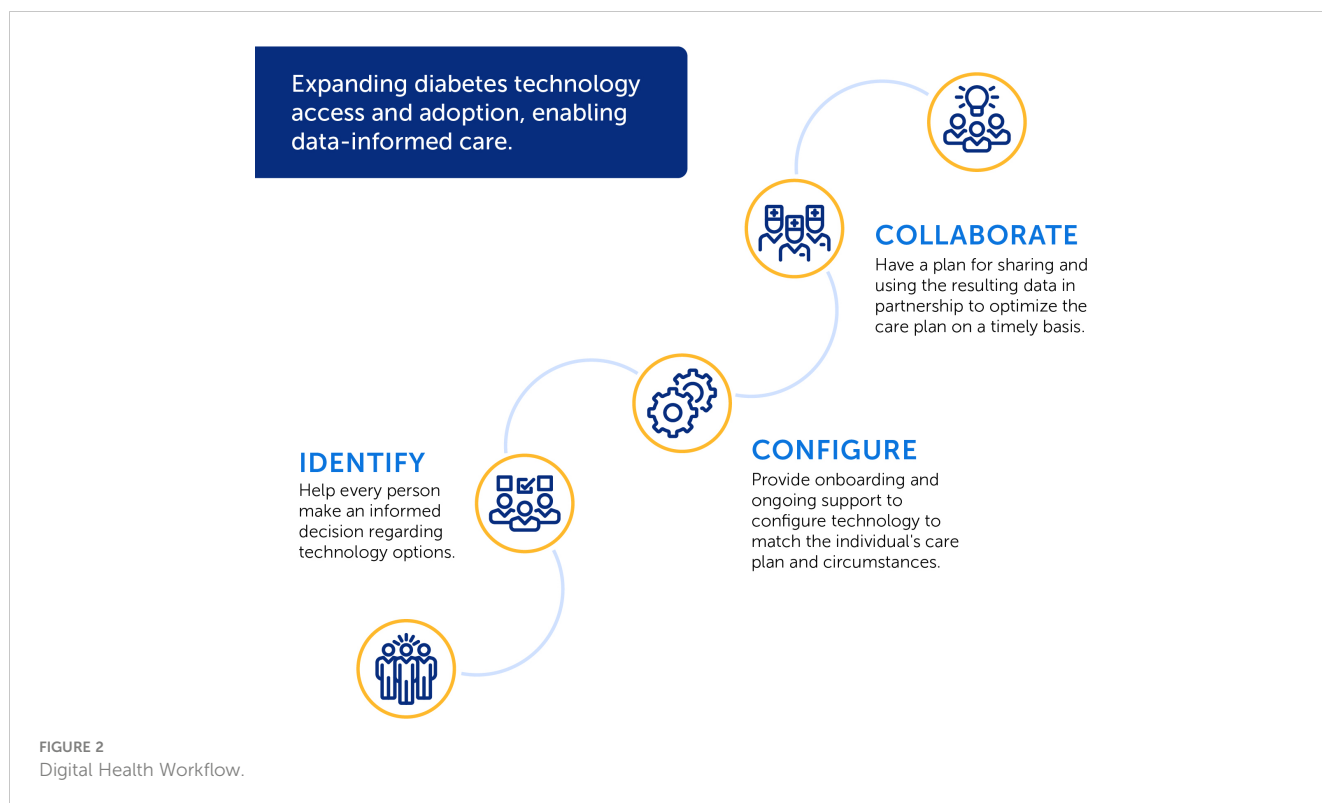 Expanding diabetes technology
access and adoption, enabling
data-informed care.
COLLABORATE
Have a plan for sharing and
using the resulting data in
partnership to optimize the
care plan on a timely basis.
IDENTIFY
Help every person
make an informed
decision regarding
technology options.
CONFIGURE
Provide onboarding and
ongoing support to
configure technology to
match the individual's care
plan and circumstances.
FIGURE 2
Digital Health Workflow.